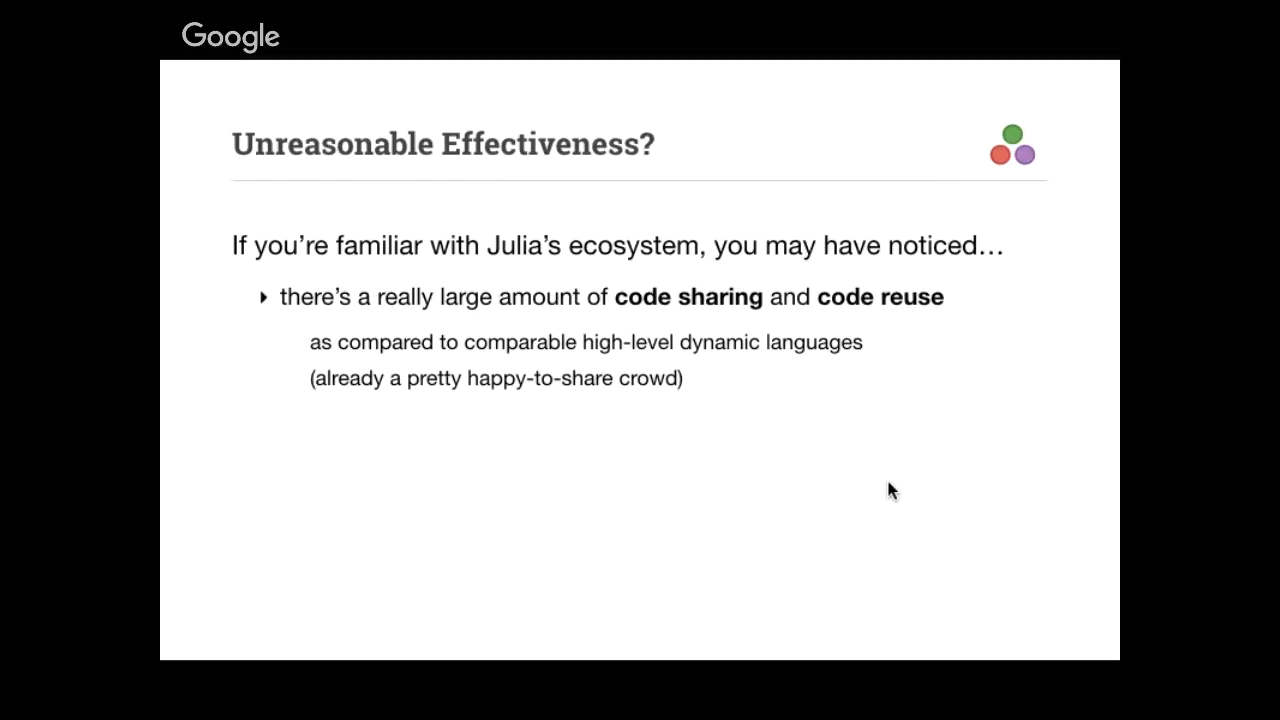 Google
Unreasonable Effectiveness?
If you’re familiar with Julia’s ecosystem, you may have noticed…
‣ there’s a really large amount of code sharing and code reuse
as compared to comparable high-level dynamic languages
(already a pretty happy-to-share crowd)